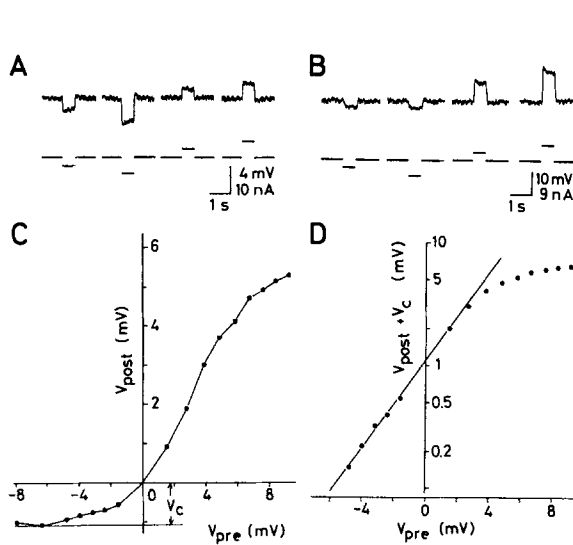 A
4 mV
10 nA
1 s
B
10 mV
9 nA
1 s
C
6
4
2
Vpost (mV)
-8
-4
0
4
8
Vc
Vpre (mV)
D
10
5
1
0.5
0.2
Vpost +Vc (mV)
-4
0
4
8
Vpre (mV)